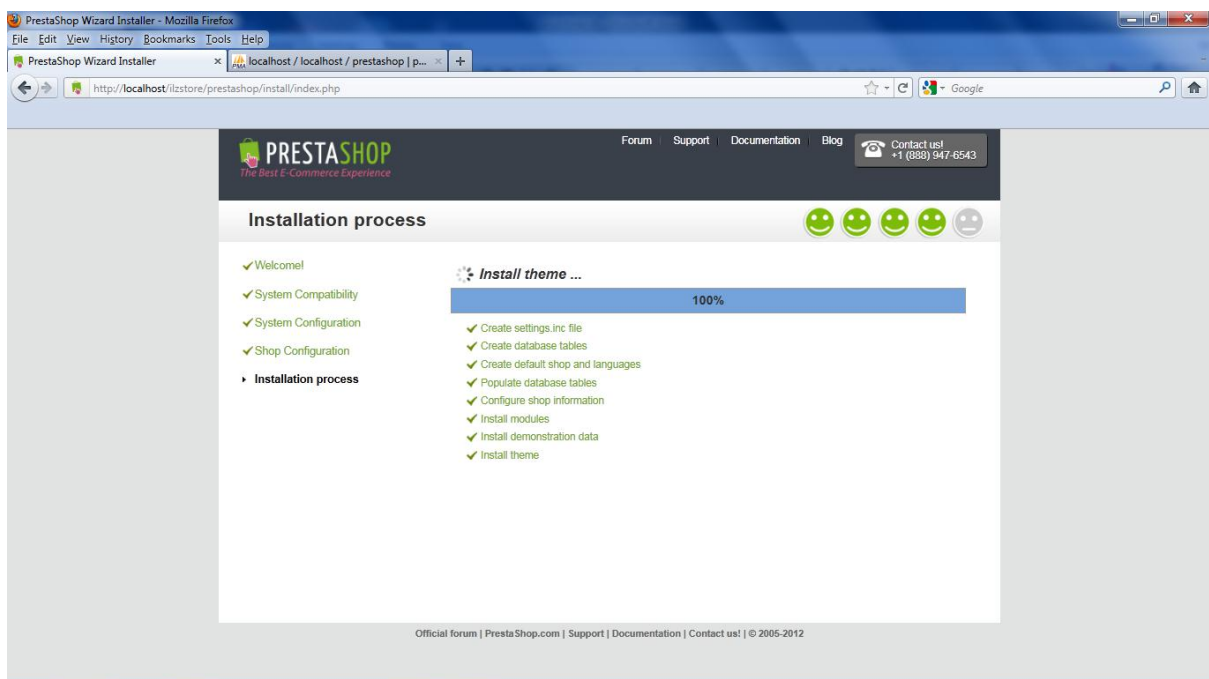 PrestaShop Wizard Installer - Mozilla Firefox
File Edit View History Bookmarks Tools Help
PrestaShop Wizard Installer
localhost / localhost / prestashop | p...
http://localhost/ilzstore/prestashop/install/index.php
Google
PRESTASHOP
The Best E-Commerce Experience
Forum Support Documentation Blog
Contact us!
+1 (888) 947-6543
Installation process
Welcome!
System Compatibility
System Configuration
Shop Configuration
Installation process
Install theme ...
100%
Create settings.inc file
Create database tables
Create default shop and languages
Populate database tables
Configure shop information
Install modules
Install demonstration data
Install theme
Official forum | PrestaShop.com | Support | Documentation | Contact us! | © 2005-2012